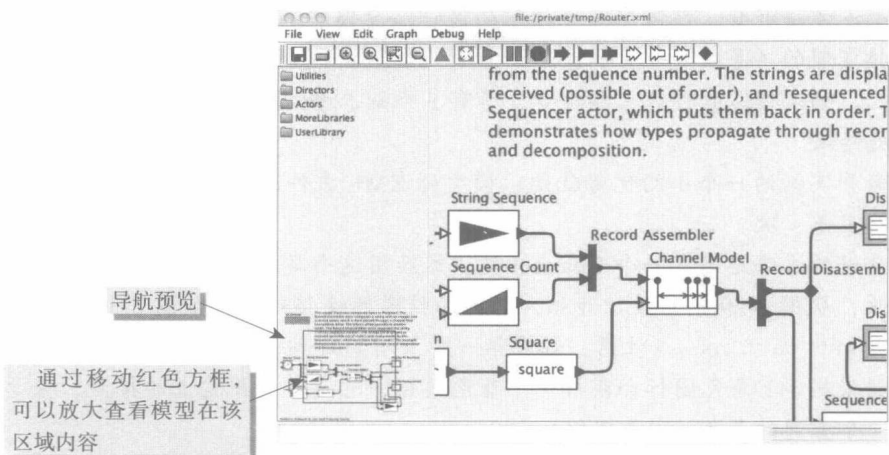 file:/private/tmp/Router.xml
File View Edit Graph Debug Help
Utilities
Directors
Actors
MoreLibraries
UserLibrary
from the sequence number. The strings are displa
received (possible out of order), and resequenced
Sequencer actor, which puts them back in order. T
demonstrates how types propagate through recor
and decomposition.
String Sequence
Dis
Record Assembler
Sequence Count
Channel Model
Record Disassemb
Dis
n
Square
square
Sequence
导航预览
通过移动红色方框，
可以放大查看模型在该
区域内容